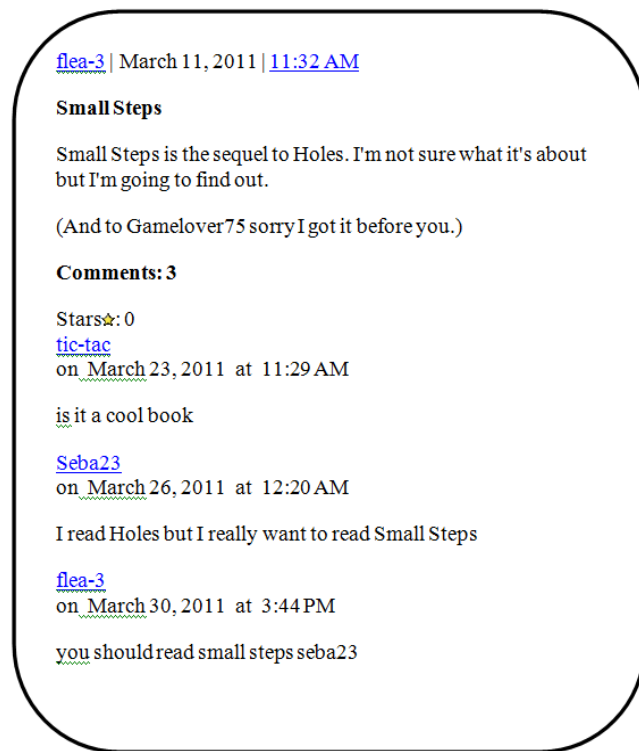 flea-3 | March 11, 2011 | 11:32 AM
Small Steps
Small Steps is the sequel to Holes. I'm not sure what it's about
but I'm going to find out.
(And to Gamelover75 sorry I got it before you.)
Comments: 3
Stars⭐: 0
tic-tac
on March 23, 2011 at 11:29 AM
is it a cool book
Seba23
on March 26, 2011 at 12:20 AM
I read Holes but I really want to read Small Steps
flea-3
on March 30, 2011 at 3:44 PM
you should read small steps seba23